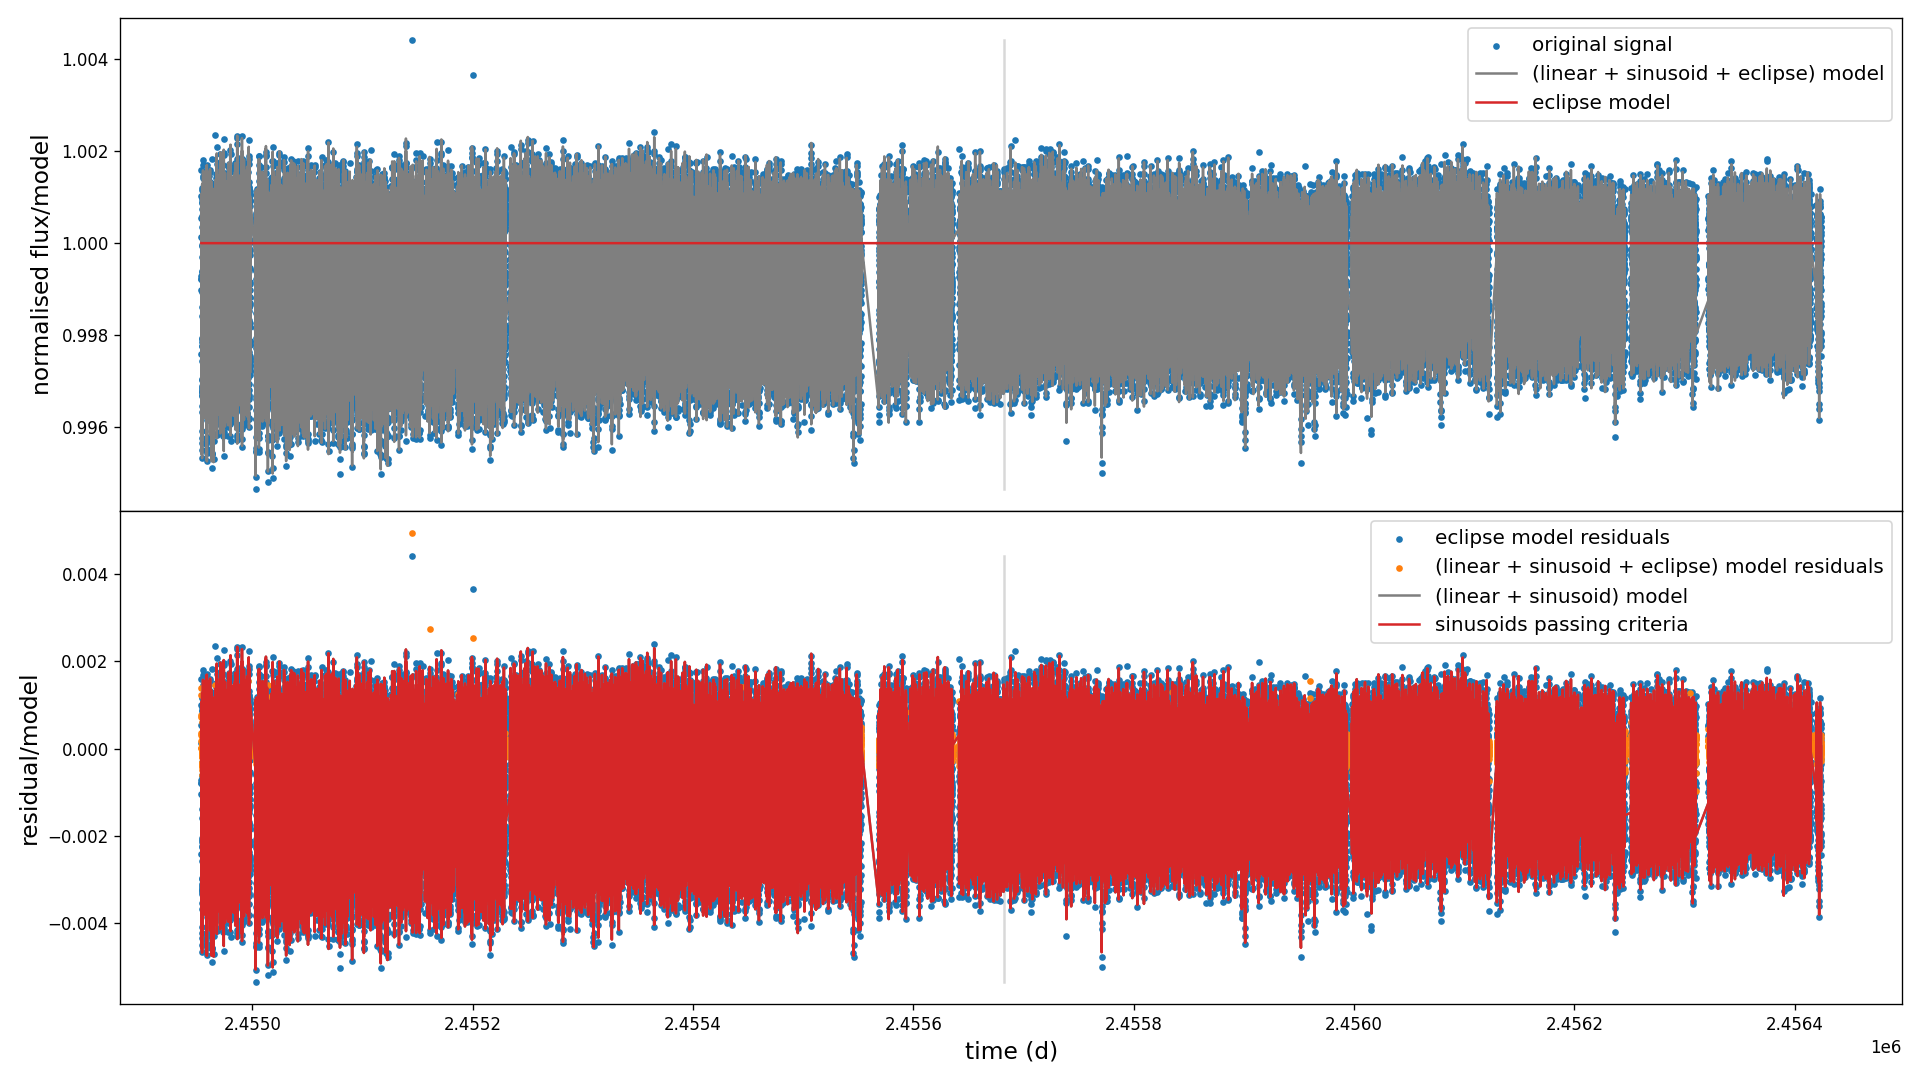 original signal
(linear + sinusoid + eclipse) model
eclipse model
1.004
1.002
1.000
0.998
0.996
normalised flux/model
eclipse model residuals
(linear + sinusoid + eclipse) model residuals
(linear + sinusoid) model
sinusoids passing criteria
0.004
0.002
0.000
−0.002
−0.004
residual/model
2.4550
2.4552
2.4554
2.4556
2.4558
2.4560
2.4562
2.4564
time (d)
1e6